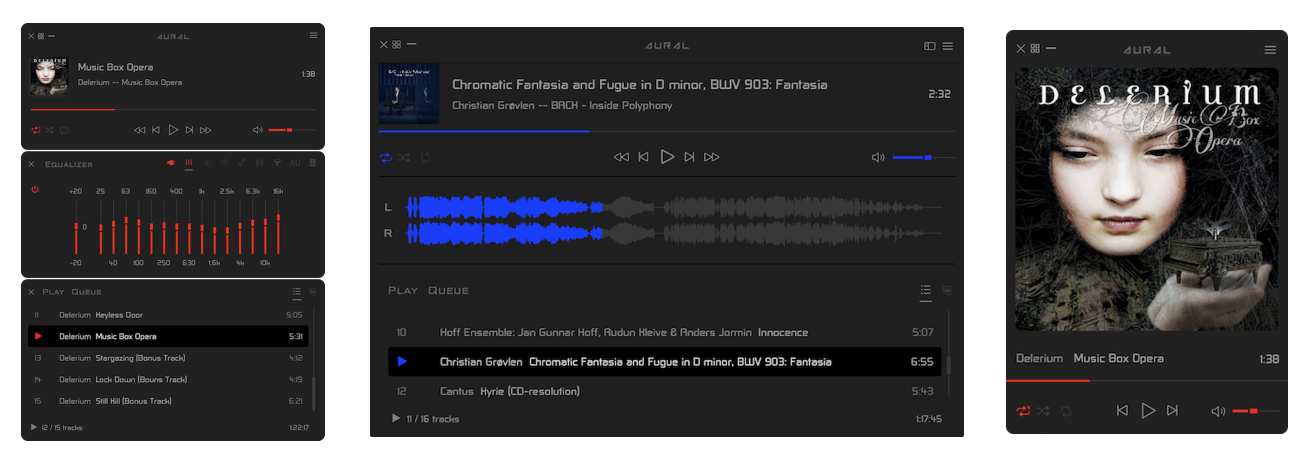 AURAL
DELERIUM
Music Box Opera
Delerium -- Music Box Opera
1:38
Equalizer
AU
+20 25 63 160 400 1k 2.5k 6.3k 16k
0
-20 40 100 250 630 1.6k 4k 10k
Play Queue
11 Delerium Keyless Door 5:05
Delerium Music Box Opera 5:31
13 Delerium Stargazing (Bonus Track) 4:12
14 Delerium Lock Down (Bouns Track) 4:19
15 Delerium Still Kill (Bonus Track) 6:21
12 / 15 tracks 1:22:17
AURAL
Chromatic Fantasia and Fugue in D minor, BWV 903: Fantasia
Christian Grøvlen -- BACH - Inside Polyphony
2:32
L
R
Play Queue
10 Hoff Ensemble: Jan Gunnar Hoff, Audun Kleive & Anders Jormin Innocence 5:07
Christian Grøvlen Chromatic Fantasia and Fugue in D minor, BWV 903: Fantasia 6:55
12 Cantus Kyrie (CD-resolution) 5:43
11 / 16 tracks 1:17:45
AURAL
DELERIUM
Music Box
Opera
Delerium Music Box Opera 1:38